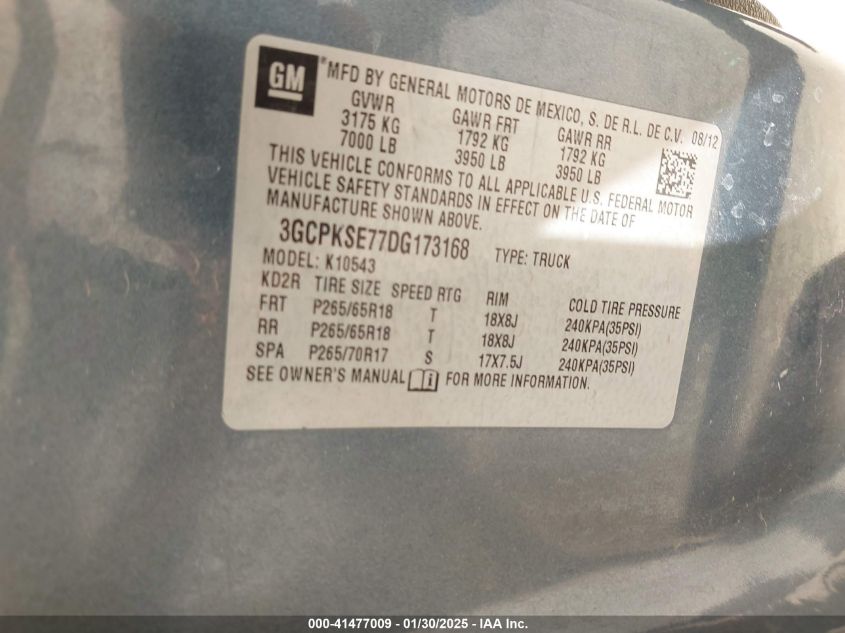 GM
®MFD BY GENERAL MOTORS DE MEXICO, S. DE R.L. DE C.V. 08/12
GVWR GAWR FRT GAWR RR
3175 KG 1792 KG 1792 KG
7000 LB 3950 LB 3950 LB
THIS VEHICLE CONFORMS TO ALL APPLICABLE U.S. FEDERAL MOTOR
VEHICLE SAFETY STANDARDS IN EFFECT ON THE DATE OF
MANUFACTURE SHOWN ABOVE.
3GCPKSE77DG173168 TYPE: TRUCK
MODEL: K10543
KD2R TIRE SIZE SPEED RTG RIM COLD TIRE PRESSURE
FRT P265/65R18 T 18X8J 240KPA(35PSI)
RR P265/65R18 T 18X8J 240KPA(35PSI)
SPA P265/70R17 S 17X7.5J 240KPA(35PSI)
SEE OWNER'S MANUAL FOR MORE INFORMATION.
000-41477009 - 01/30/2025 - IAA Inc.